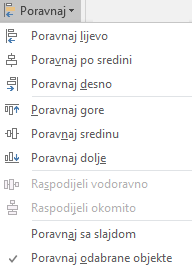 Poravnaj
Poravnaj lijevo
Poravnaj po sredini
Poravnaj desno
Poravnaj gore
Poravnaj sredinu
Poravnaj dolje
Raspodijeli vodoravno
Raspodijeli okomito
Poravnaj sa slajdom
Poravnaj odabrane objekte